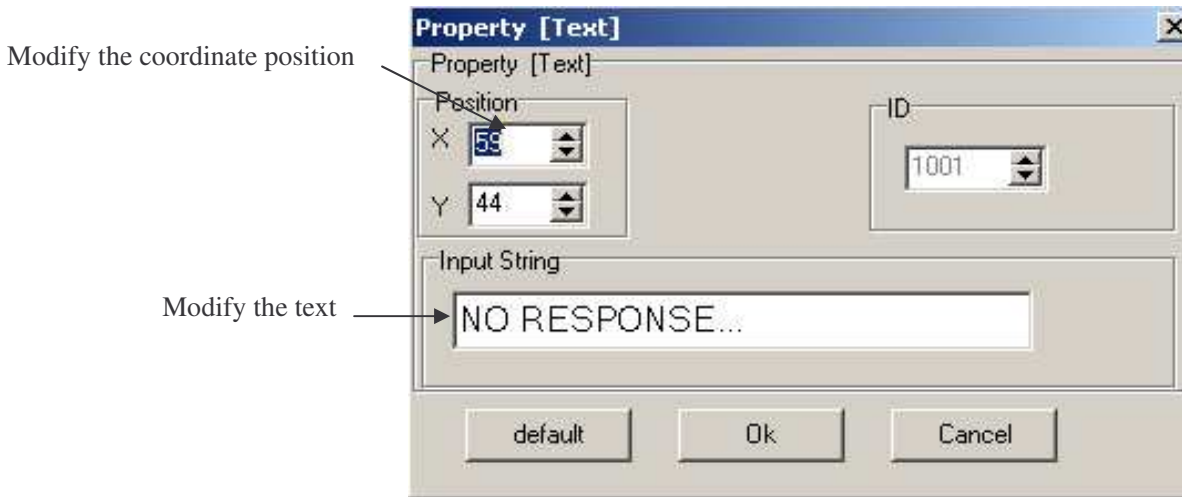 Property [Text]
Modify the coordinate position
Property [Text]
Position
ID
X 59
1001
Y 44
Input String
Modify the text
NO RESPONSE...
default Ok Cancel